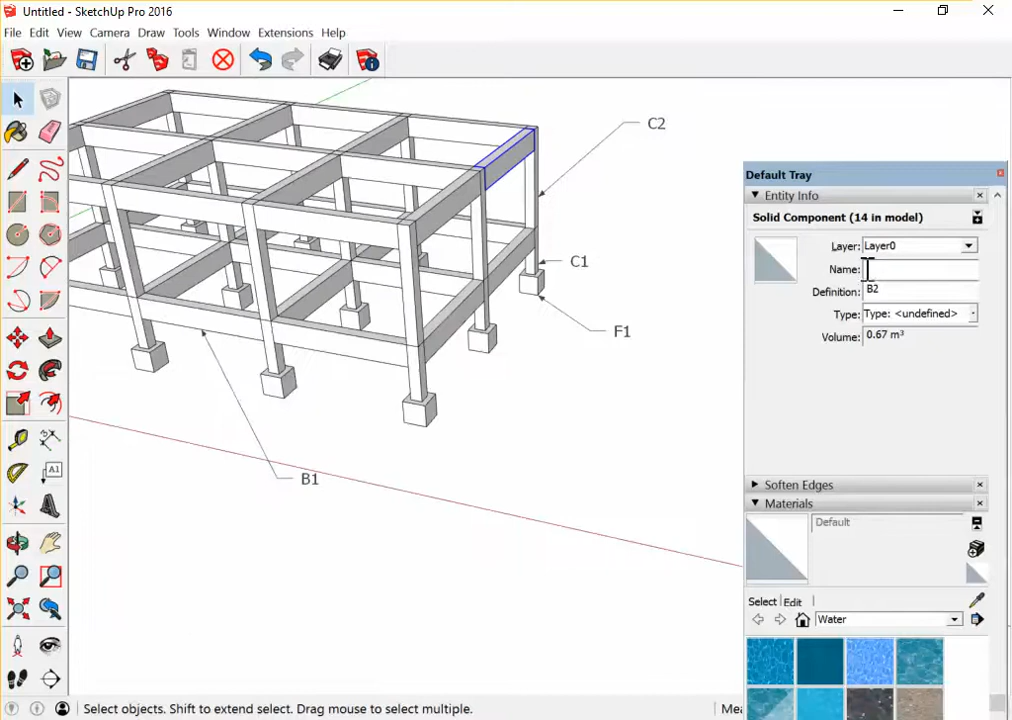 Untitled - SketchUp Pro 2016
File Edit View Camera Draw Tools Window Extensions Help
C2
C1
F1
B1
A1
Default Tray
Entity Info
Solid Component (14 in model)
Layer: Layer0
Name:
Definition: B2
Type: Type: <undefined>
Volume: 0.67 m³
Soften Edges
Materials
Default
Select Edit
Water
Select objects. Shift to extend select. Drag mouse to select multiple.